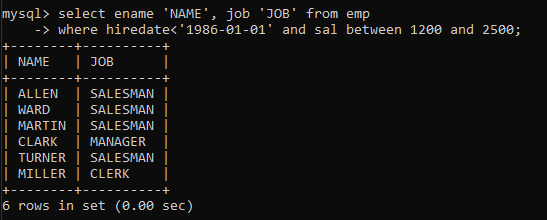 mysql> select ename 'NAME', job 'JOB' from emp
    -> where hiredate<'1986-01-01' and sal between 1200 and 2500;
+--------+----------+
| NAME   | JOB      |
+--------+----------+
| ALLEN  | SALESMAN |
| WARD   | SALESMAN |
| MARTIN | SALESMAN |
| CLARK  | MANAGER  |
| TURNER | SALESMAN |
| MILLER | CLERK    |
+--------+----------+
6 rows in set (0.00 sec)